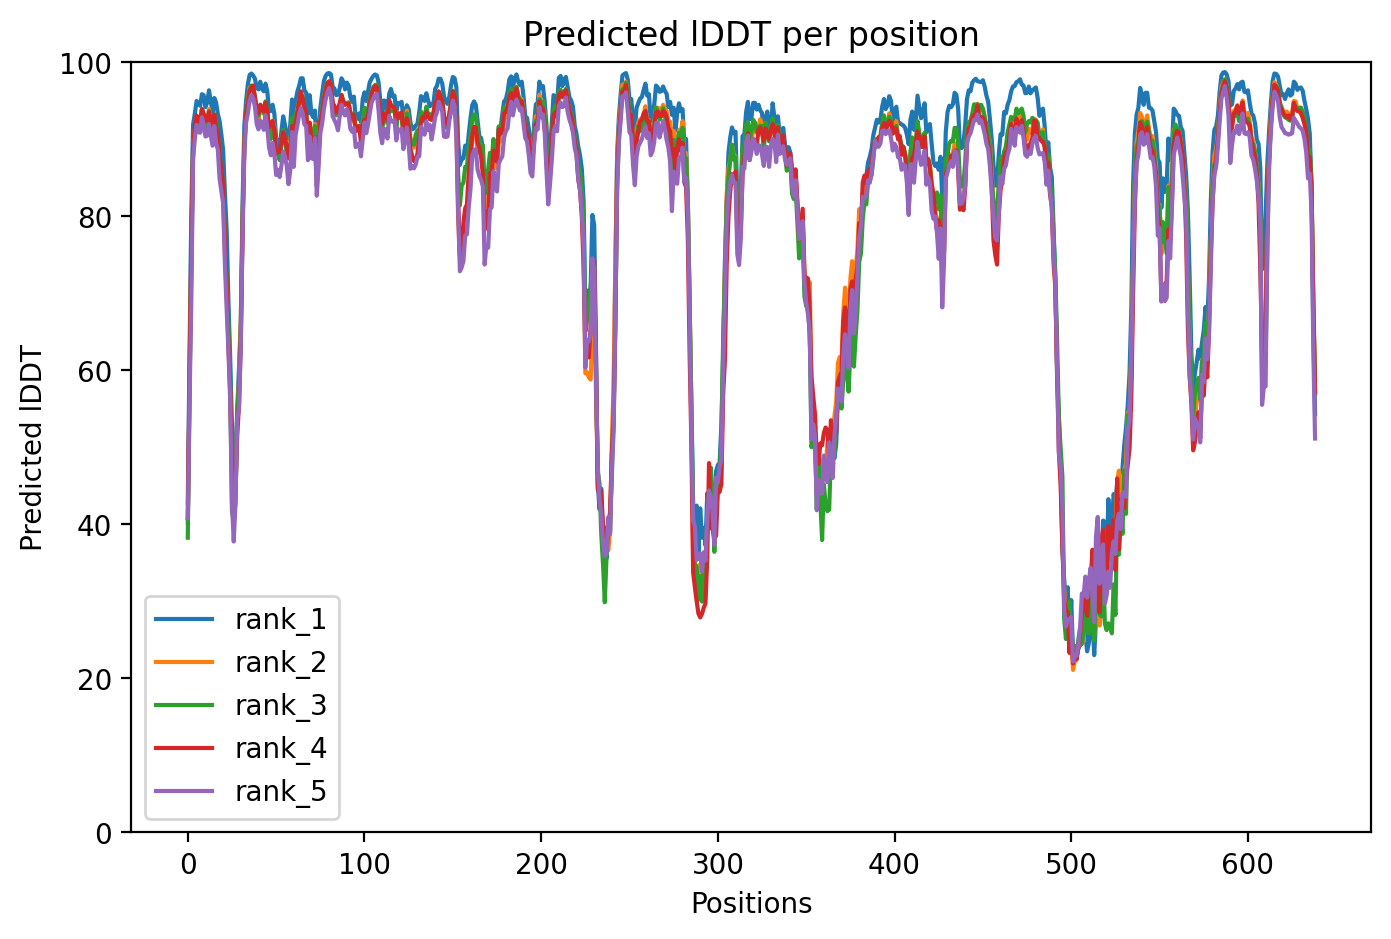 Predicted lDDT per position
Predicted lDDT
100
80
60
40
20
0
rank_1
rank_2
rank_3
rank_4
rank_5
0 100 200 300 400 500 600
Positions